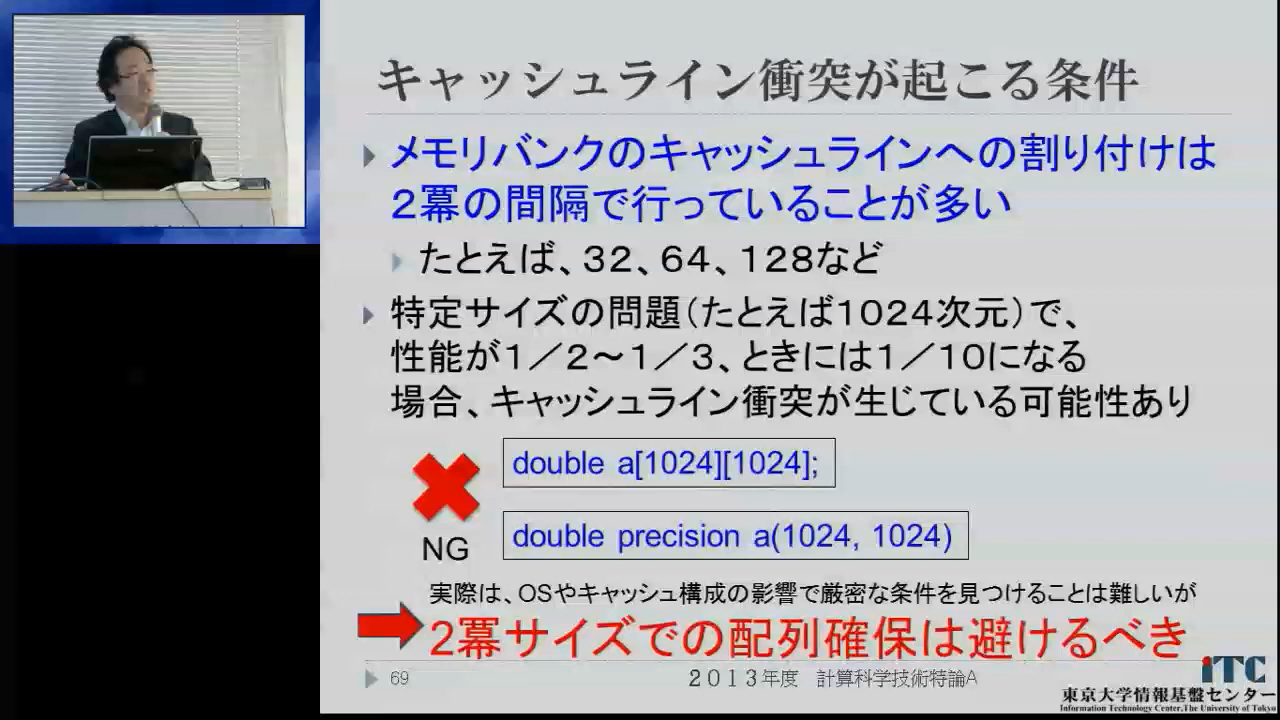 キャッシュライン衝突が起こる条件
メモリバンクのキャッシュラインへの割り付けは
２冪の間隔で行っていることが多い
たとえば、３２、６４、１２８など
特定サイズの問題（たとえば１０２４次元）で、
性能が１／２～１／３、ときには１／１０になる
場合、キャッシュライン衝突が生じている可能性あり
double a[1024][1024];
NG
double precision a(1024, 1024)
実際は、OSやキャッシュ構成の影響で厳密な条件を見つけることは難しいが
２冪サイズでの配列確保は避けるべき
69
２０１３年度　計算科学技術特論A
iTC
東京大学情報基盤センター
Information Technology Center,The University of Tokyo